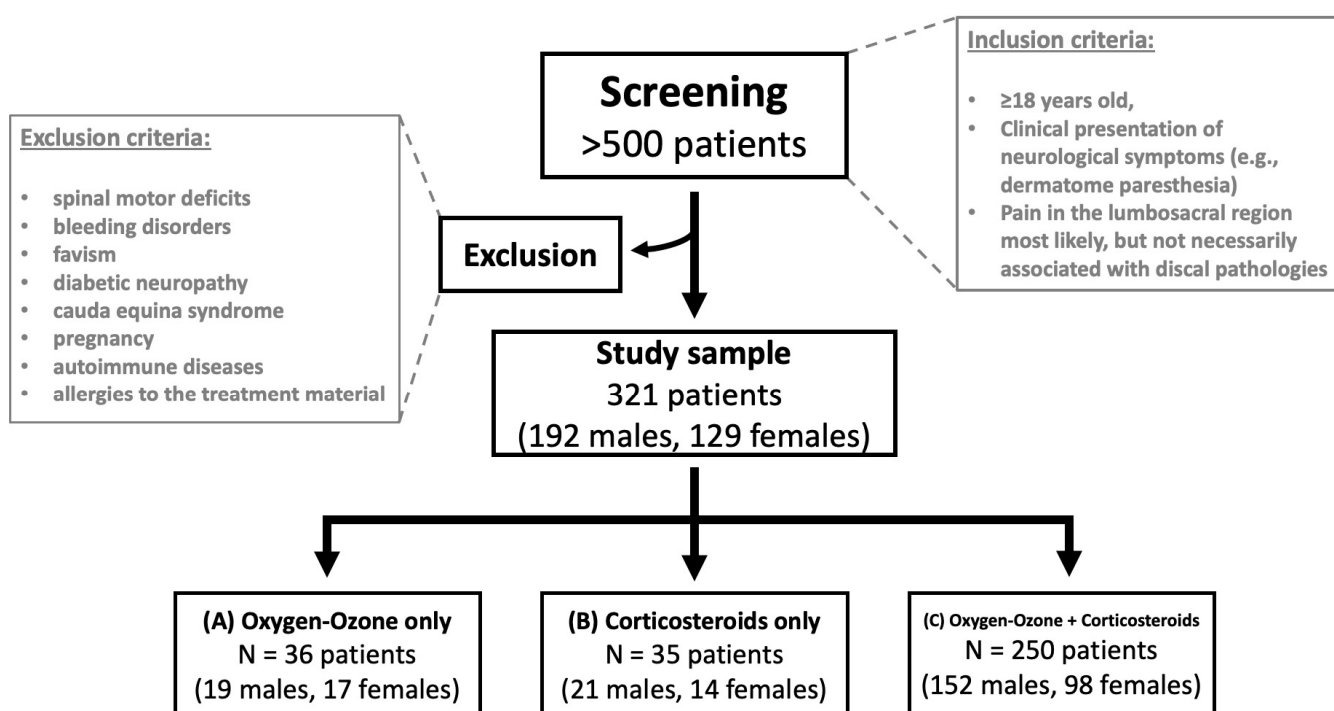 Screening
>500 patients
Inclusion criteria:
• ≥18 years old,
• Clinical presentation of
neurological symptoms (e.g.,
dermatome paresthesia)
• Pain in the lumbosacral region
most likely, but not necessarily
associated with discal pathologies
Exclusion criteria:
• spinal motor deficits
• bleeding disorders
• favism
• diabetic neuropathy
• cauda equina syndrome
• pregnancy
• autoimmune diseases
• allergies to the treatment material
Exclusion
Study sample
321 patients
(192 males, 129 females)
(A) Oxygen-Ozone only
N = 36 patients
(19 males, 17 females)
(B) Corticosteroids only
N = 35 patients
(21 males, 14 females)
(C) Oxygen-Ozone + Corticosteroids
N = 250 patients
(152 males, 98 females)